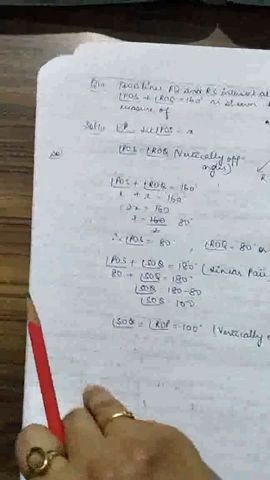 Q. Two lines PQ and RS intersect at
∠POS + ∠ROQ = 160° as shown
measure of
Soln. Let ∠POS = x
∠POS = ∠ROQ (Vertically opp.
angles)
R
∠POS + ∠ROQ = 160°
x + x = 160
2x = 160
x = 160/2 80°
∴ ∠POS = 80°, ∠ROQ = 80°
∠POS + ∠SOQ = 180° (Linear Pair
80 + ∠SOQ = 180°
∠SOQ 180-80
∠SOQ 100
∠SOQ = ∠ROP = 100° (Vertically